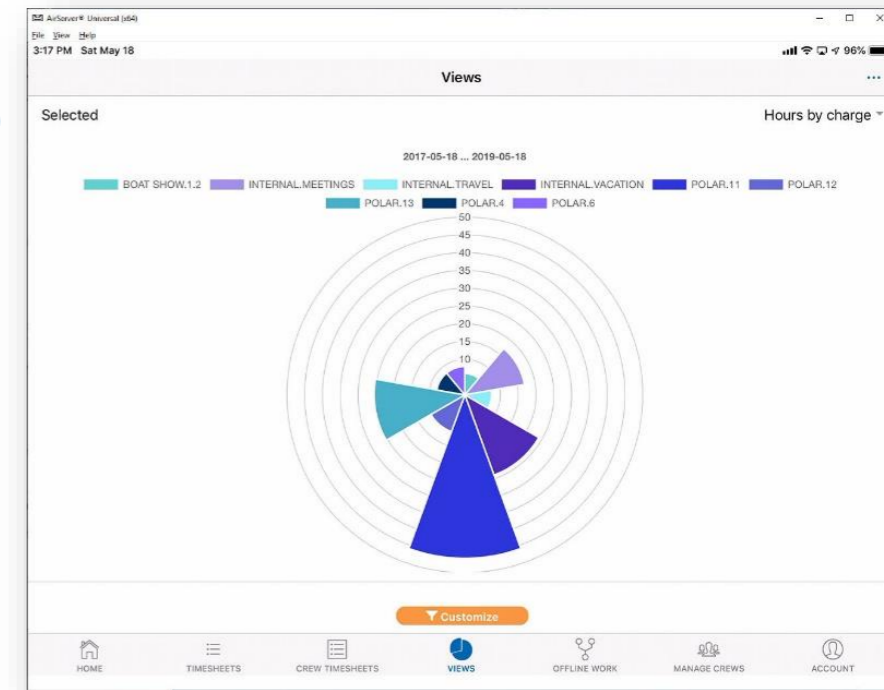 AirServer® Universal (x64)
File View Help
3:17 PM Sat May 18
96%
Views
Selected
Hours by charge
2017-05-18 ... 2019-05-18
BOAT SHOW.1.2 INTERNAL.MEETINGS INTERNAL.TRAVEL INTERNAL.VACATION POLAR.11 POLAR.12
POLAR.13 POLAR.4 POLAR.6
50
45
40
35
30
25
20
15
10
Customize
HOME TIMESHEETS CREW TIMESHEETS VIEWS OFFLINE WORK MANAGE CREWS ACCOUNT